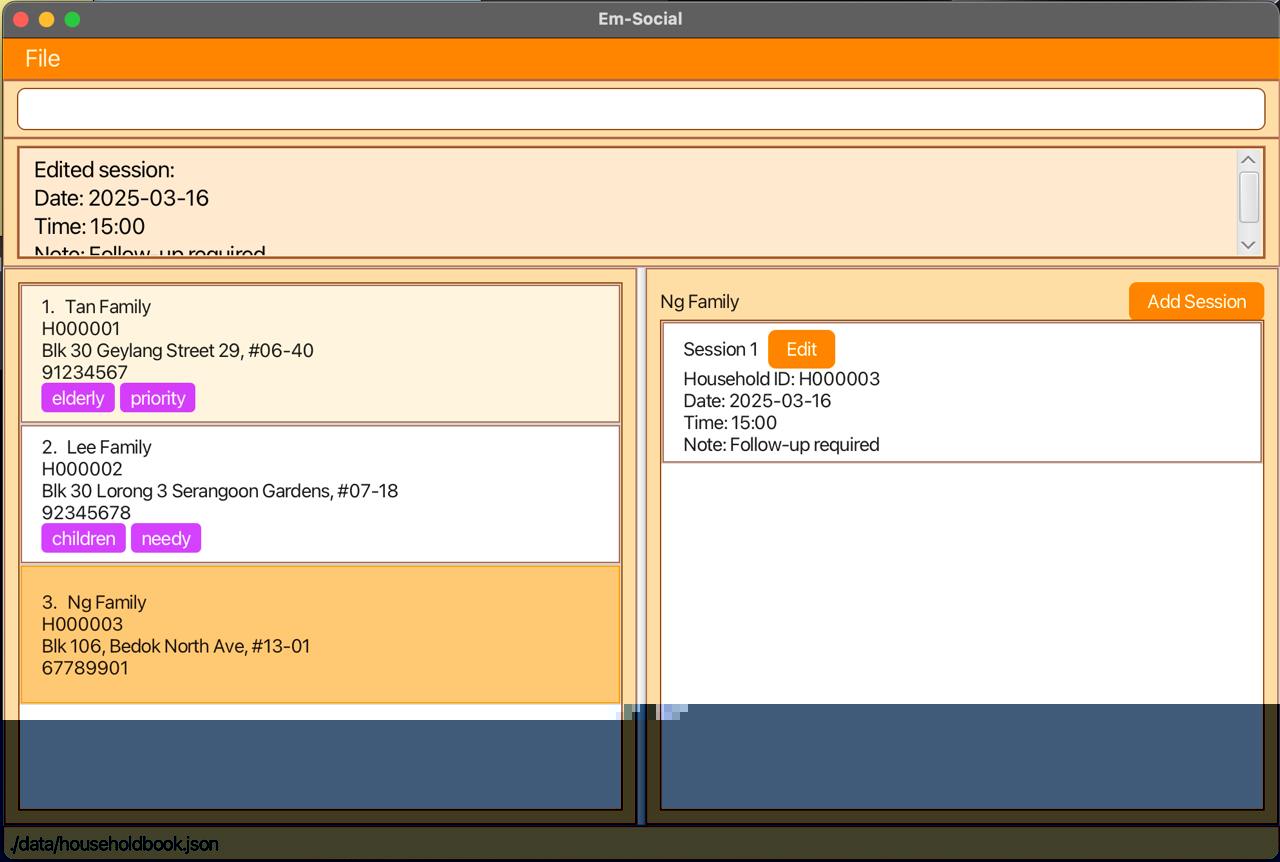 Em-Social
File
Edited session:
Date: 2025-03-16
Time: 15:00
Note: Follow-up required
1. Tan Family
H000001
Blk 30 Geylang Street 29, #06-40
91234567
elderly priority
2. Lee Family
H000002
Blk 30 Lorong 3 Serangoon Gardens, #07-18
92345678
children needy
3. Ng Family
H000003
Blk 106, Bedok North Ave, #13-01
67789901
Ng Family
Add Session
Session 1 Edit
Household ID: H000003
Date: 2025-03-16
Time: 15:00
Note: Follow-up required
./data/householdbook.json